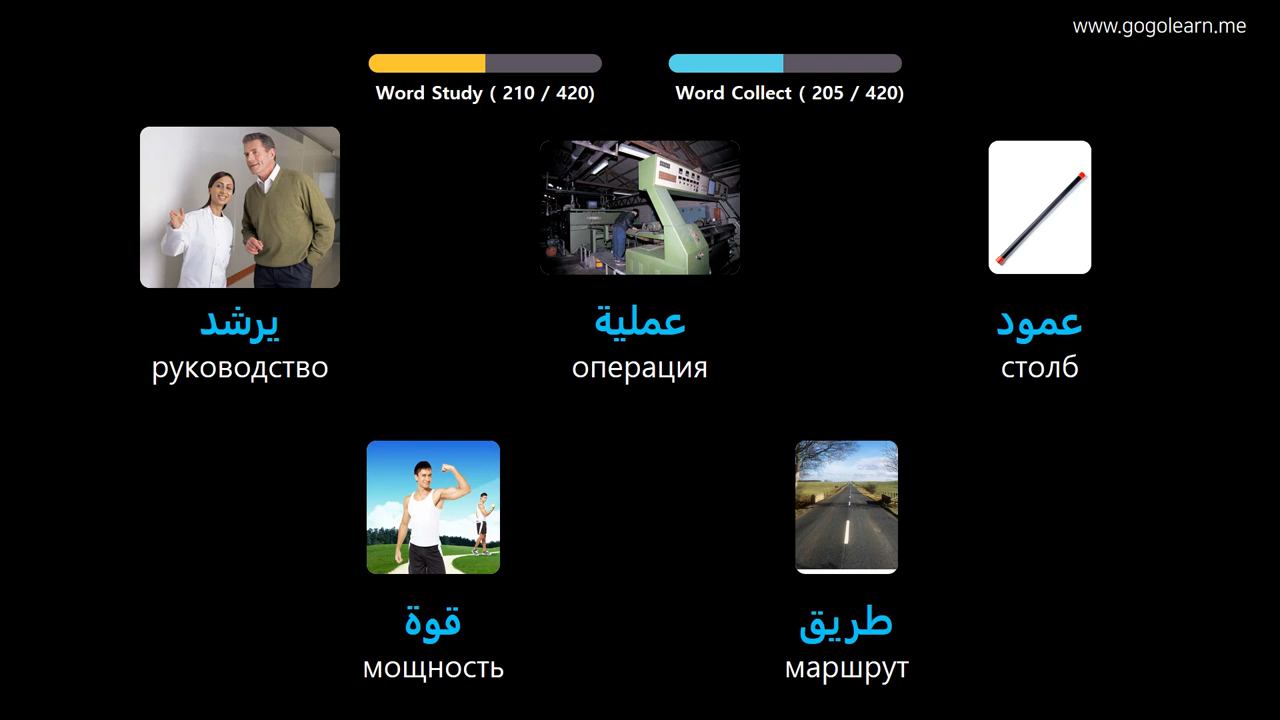 www.gogolearn.me
Word Study ( 210 / 420)
Word Collect ( 205 / 420)
يرشد
руководство
عملية
операция
عمود
столб
قوة
мощность
طريق
маршрут